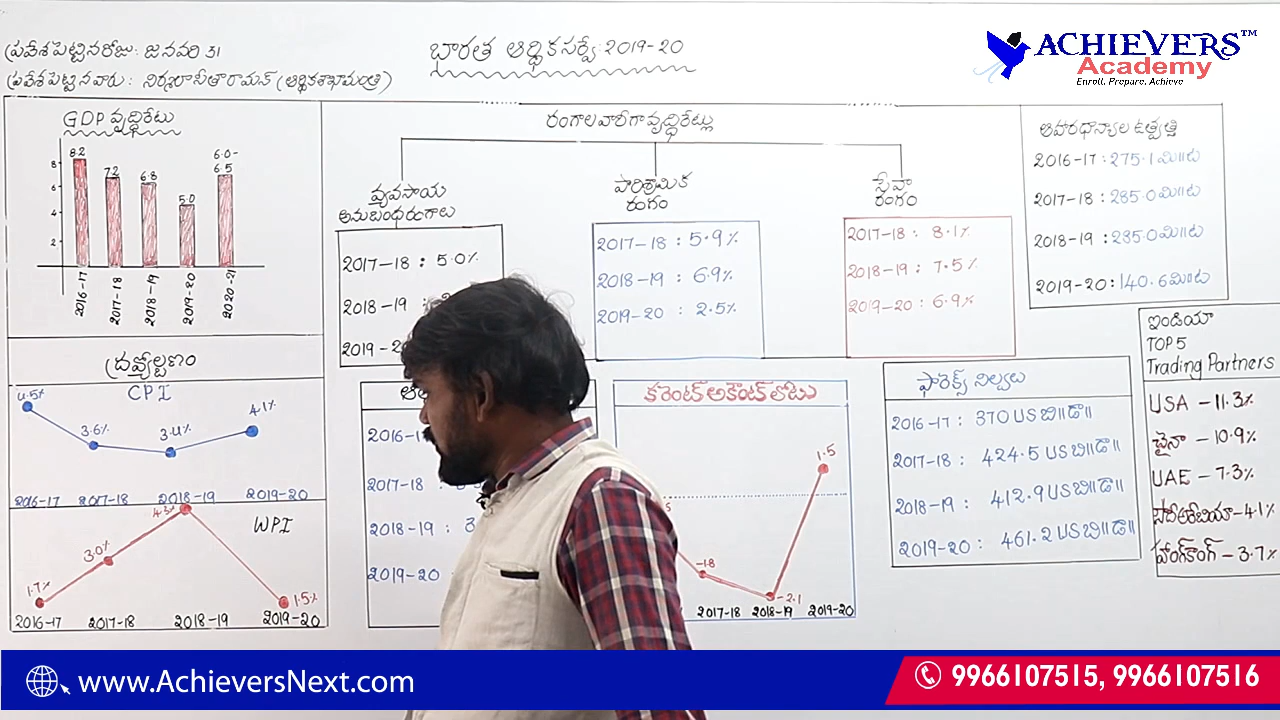 ప్రవేశపెట్టినరోజు: జనవరి 31
ప్రవేశపెట్టినవారు: నిర్మలాసీతారామన్ (ఆర్థికశాఖామంత్రి)
భారత ఆర్థికసర్వే: 2019-20
ACHIEVERS™
Academy
Enroll. Prepare. Achieve
GDP వృద్ధిరేటు
8 6 4 2
8.2
7.2
6.8
5.0
6.0-
6.5
2016-17
2017-18
2018-19
2019-20
2020-21
రంగాలవారీగా వృద్ధిరేట్లు
వ్యవసాయ
అనుబంధరంగాలు
2017-18 : 5.0%
2018-19 :
పారిశ్రామిక
రంగం
2017-18 : 5.9%
2018-19 : 6.9%
2019-20 : 2.5%
సేవా
రంగం
2017-18 : 8.1%
2018-19 : 7.5%
2019-20 : 6.9%
ఆహారధాన్యాల ఉత్పత్తి
2016-17 : 275.1 మి॥ట
2017-18 : 285.0 మి॥ట
2018-19 : 285.0 మి॥ట
2019-20 : 140.6 మి॥ట
ద్రవ్యోల్బణం
CPI
4.5%
3.6%
3.4%
4.1%
2016-17 2017-18 2018-19 2019-20
WPI
1.7%
3.0%
4.3%
1.5%
2016-17 2017-18 2018-19 2019-20
2017-18
2018-19 : 3
2019-20
కరెంట్ అకౌంట్ లోటు
-1.8
-2.1
1.5
2017-18 2018-19 2019-20
ఫారెక్స్ నిల్వలు
2016-17 : 370 US బి॥డా॥
2017-18 : 424.5 US బి॥డా॥
2018-19 : 412.9 US బి॥డా॥
2019-20 : 461.2 US బి॥డా॥
ఇండియా
TOP 5
Trading Partners
USA - 11.3%
చైనా - 10.9%
UAE - 7.3%
సౌదీఅరేబియా-4.1%
హాంగ్‌కాంగ్ - 3.7%
www.AchieversNext.com
9966107515, 9966107516